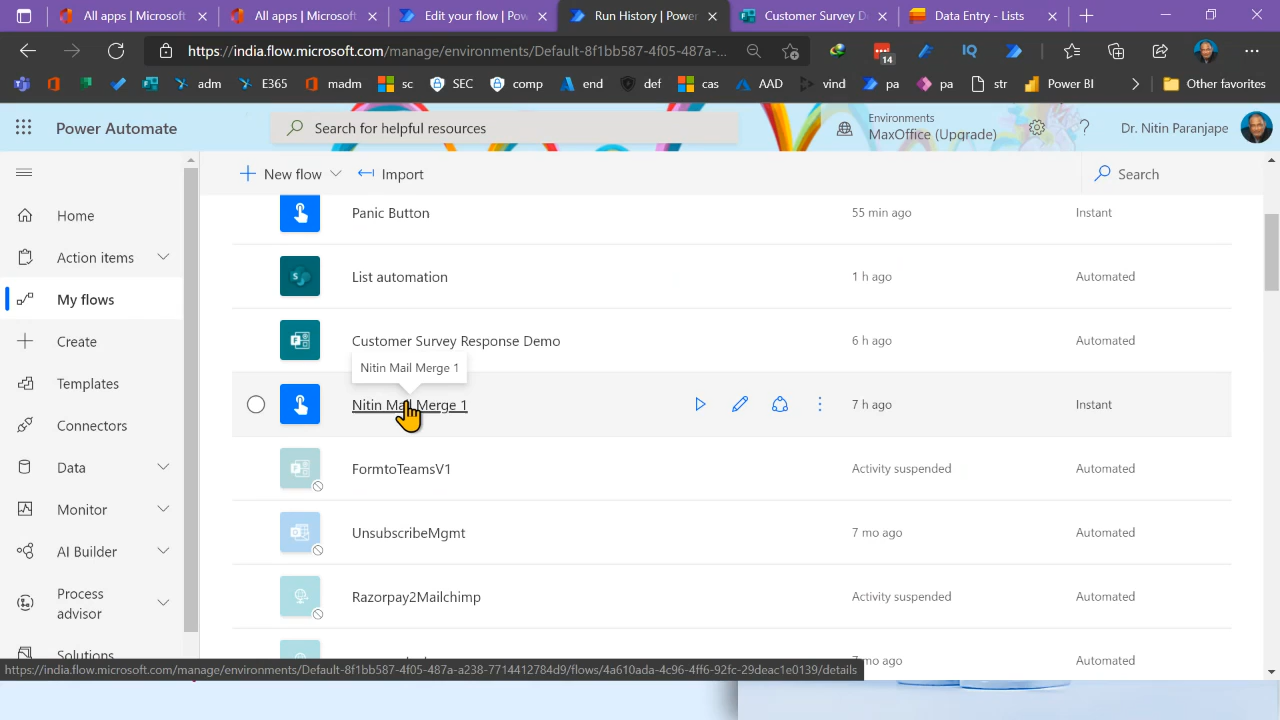 All apps | Microsoft
All apps | Microsoft
Edit your flow | Po
Run History | Power
Customer Survey D
Data Entry - Lists
https://india.flow.microsoft.com/manage/environments/Default-8f1bb587-4f05-487a-...
14
IQ
adm
E365
madm
sc
SEC
comp
end
def
cas
AAD
vind
pa
pa
str
Power BI
Other favorites
Power Automate
Search for helpful resources
Environments
MaxOffice (Upgrade)
Dr. Nitin Paranjape
New flow
Import
Search
Home
Action items
My flows
Create
Templates
Connectors
Data
Monitor
AI Builder
Process
advisor
Solutions
Panic Button
55 min ago
Instant
List automation
1 h ago
Automated
Customer Survey Response Demo
6 h ago
Automated
Nitin Mail Merge 1
Nitin Mail Merge 1
7 h ago
Instant
FormtoTeamsV1
Activity suspended
Automated
UnsubscribeMgmt
7 mo ago
Automated
Razorpay2Mailchimp
Activity suspended
Automated
mo ago
Automated
https://india.flow.microsoft.com/manage/environments/Default-8f1bb587-4f05-487a-a238-7714412784d9/flows/4a610ada-4c96-4ff6-92fc-29deac1e0139/details